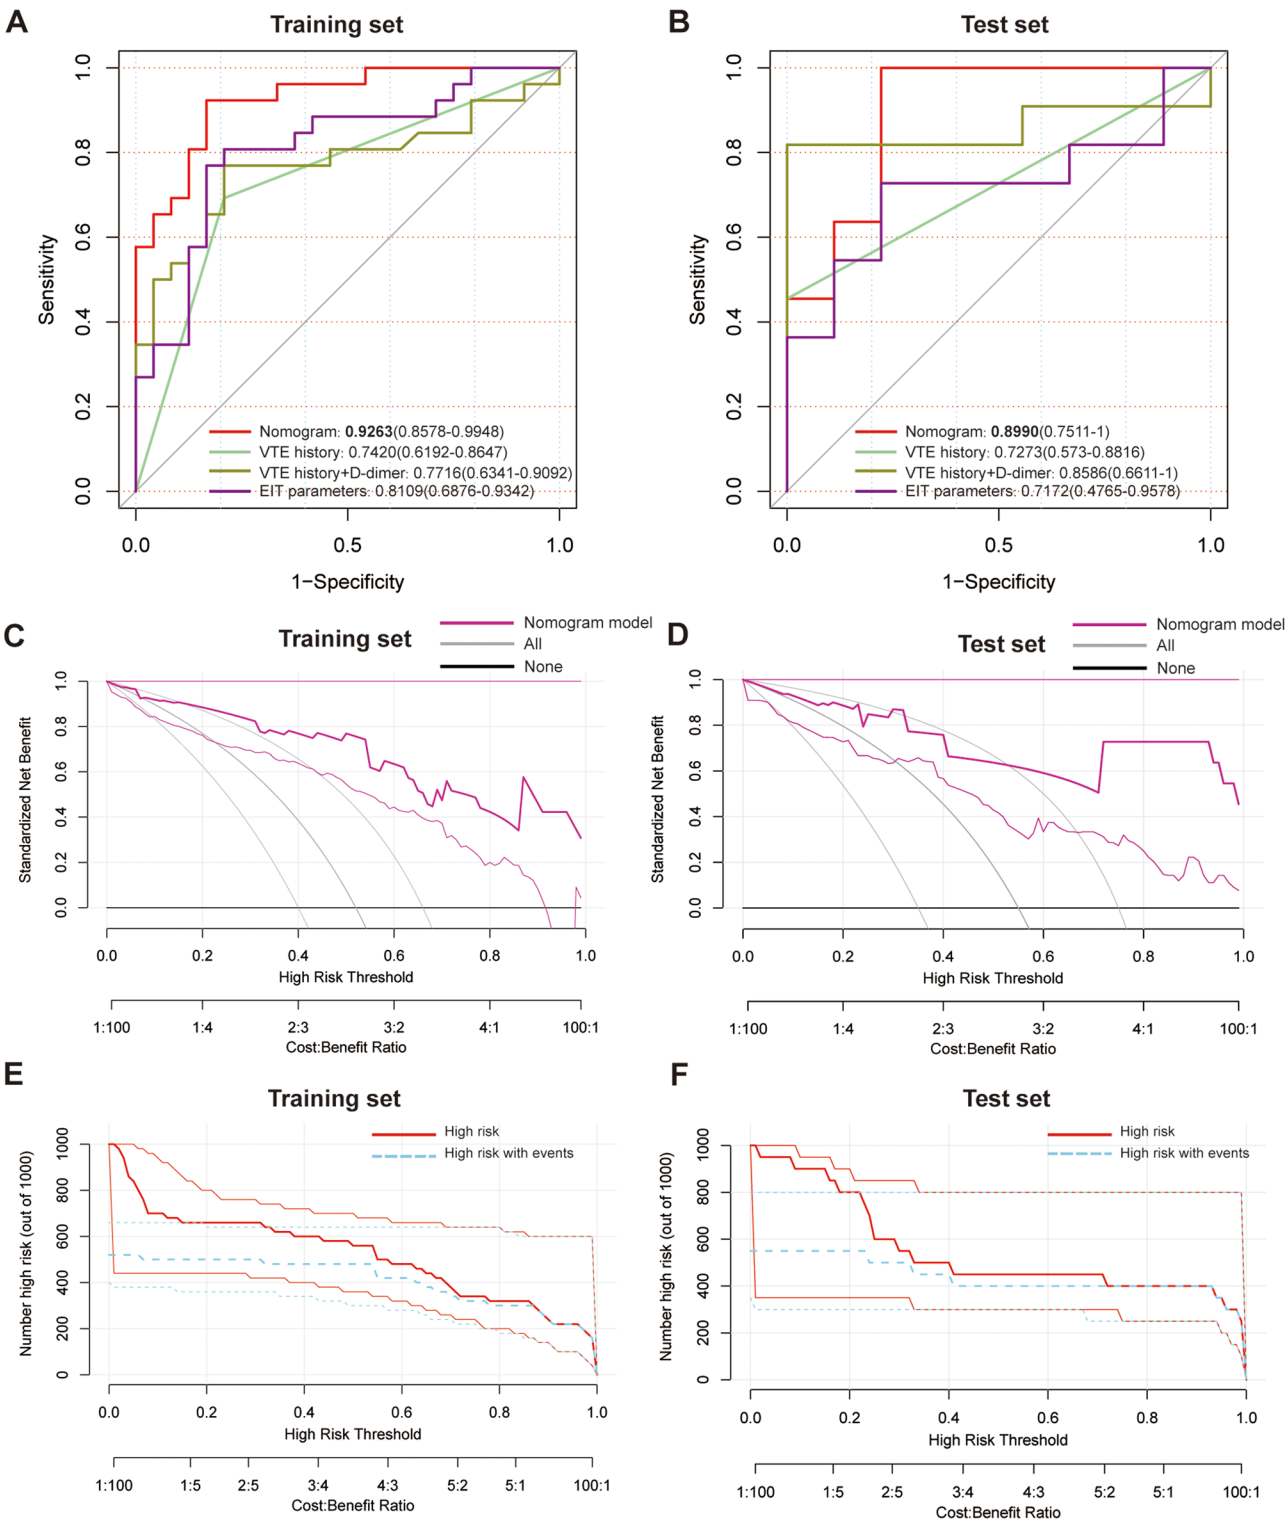 A
Training set
1.0
0.8
0.6
0.4
0.2
0.0
Sensitivity
Nomogram: 0.9263(0.8578-0.9948)
VTE history: 0.7420(0.6192-0.8647)
VTE history+D-dimer: 0.7716(0.6341-0.9092)
EIT parameters: 0.8109(0.6876-0.9342)
0.0 0.5 1.0
1−Specificity
B
Test set
1.0
0.8
0.6
0.4
0.2
0.0
Sensitivity
Nomogram: 0.8990(0.7511-1)
VTE history: 0.7273(0.573-0.8816)
VTE history+D-dimer: 0.8586(0.6611-1)
EIT parameters: 0.7172(0.4765-0.9578)
0.0 0.5 1.0
1−Specificity
C
Training set
Nomogram model
All
None
1.0
0.8
0.6
0.4
0.2
0.0
Standardized Net Benefit
0.0 0.2 0.4 0.6 0.8 1.0
High Risk Threshold
1:100 1:4 2:3 3:2 4:1 100:1
Cost:Benefit Ratio
D
Test set
Nomogram model
All
None
1.0
0.8
0.6
0.4
0.2
0.0
Standardized Net Benefit
0.0 0.2 0.4 0.6 0.8 1.0
High Risk Threshold
1:100 1:4 2:3 3:2 4:1 100:1
Cost:Benefit Ratio
E
Training set
High risk
High risk with events
1000
800
600
400
200
0
Number high risk (out of 1000)
0.0 0.2 0.4 0.6 0.8 1.0
High Risk Threshold
1:100 1:5 2:5 3:4 4:3 5:2 5:1 100:1
Cost:Benefit Ratio
F
Test set
High risk
High risk with events
1000
800
600
400
200
0
Number high risk (out of 1000)
0.0 0.2 0.4 0.6 0.8 1.0
High Risk Threshold
1:100 1:5 2:5 3:4 4:3 5:2 5:1 100:1
Cost:Benefit Ratio